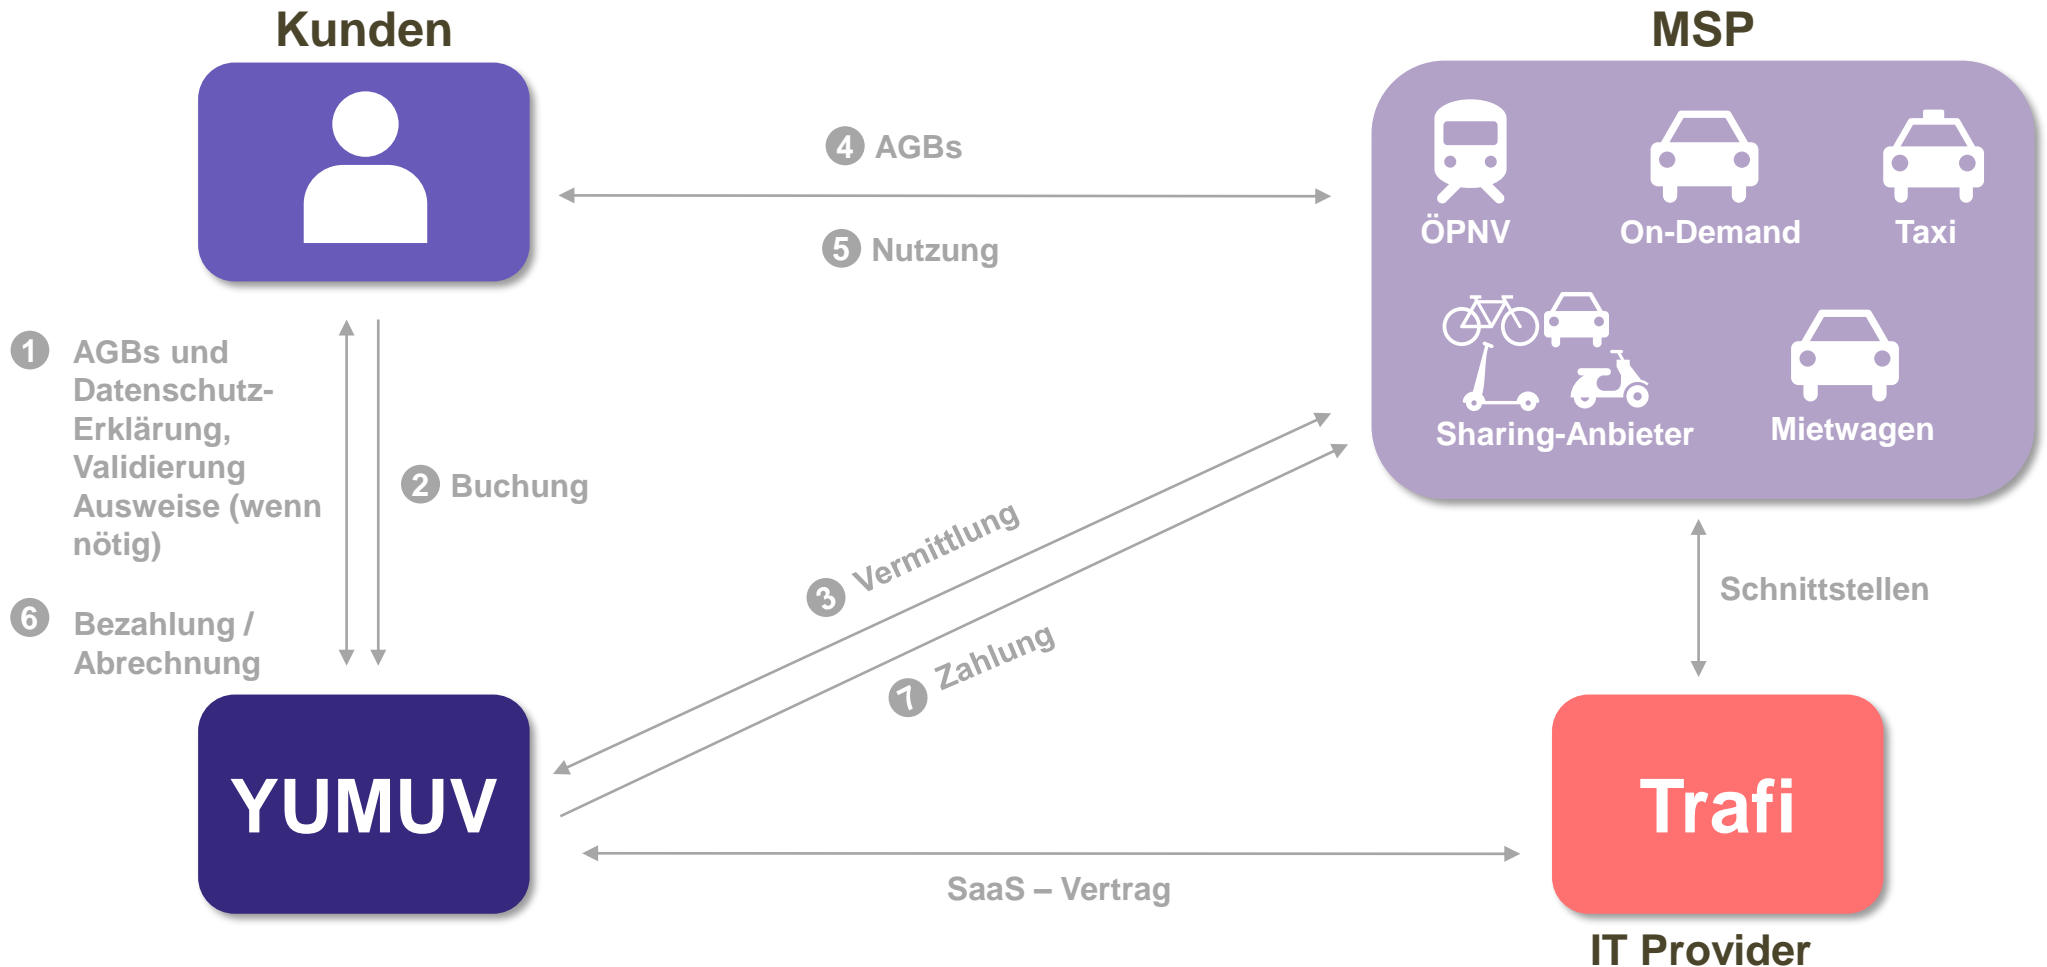 Kunden
MSP
4 AGBs
5 Nutzung
ÖPNV
On-Demand
Taxi
Sharing-Anbieter
Mietwagen
1 AGBs und
Datenschutz-
Erklärung,
Validierung
Ausweise (wenn
nötig)
2 Buchung
6 Bezahlung /
Abrechnung
3 Vermittlung
7 Zahlung
Schnittstellen
YUMUV
Trafi
SaaS – Vertrag
IT Provider